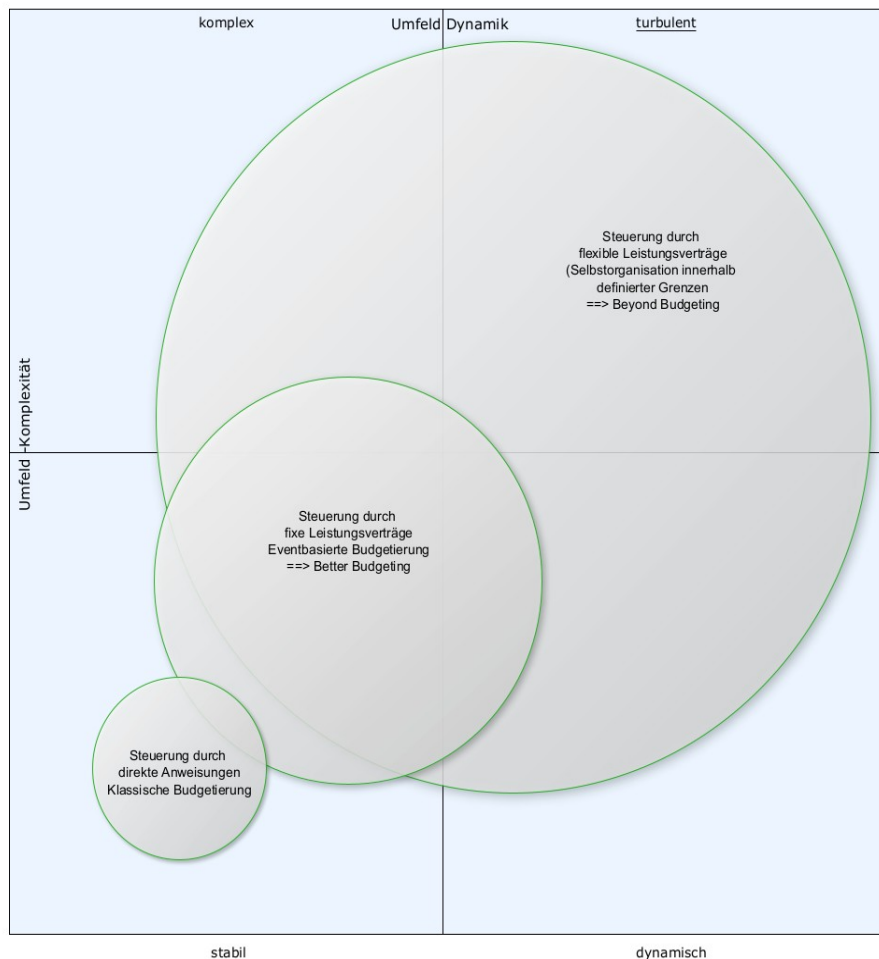 komplex
Umfeld Dynamik
turbulent
Steuerung durch
flexible Leistungsverträge
(Selbstorganisation innerhalb
definierter Grenzen
==> Beyond Budgeting
Umfeld -Komplexität
Steuerung durch
fixe Leistungsverträge
Eventbasierte Budgetierung
==> Better Budgeting
Steuerung durch
direkte Anweisungen
Klassische Budgetierung
stabil
dynamisch